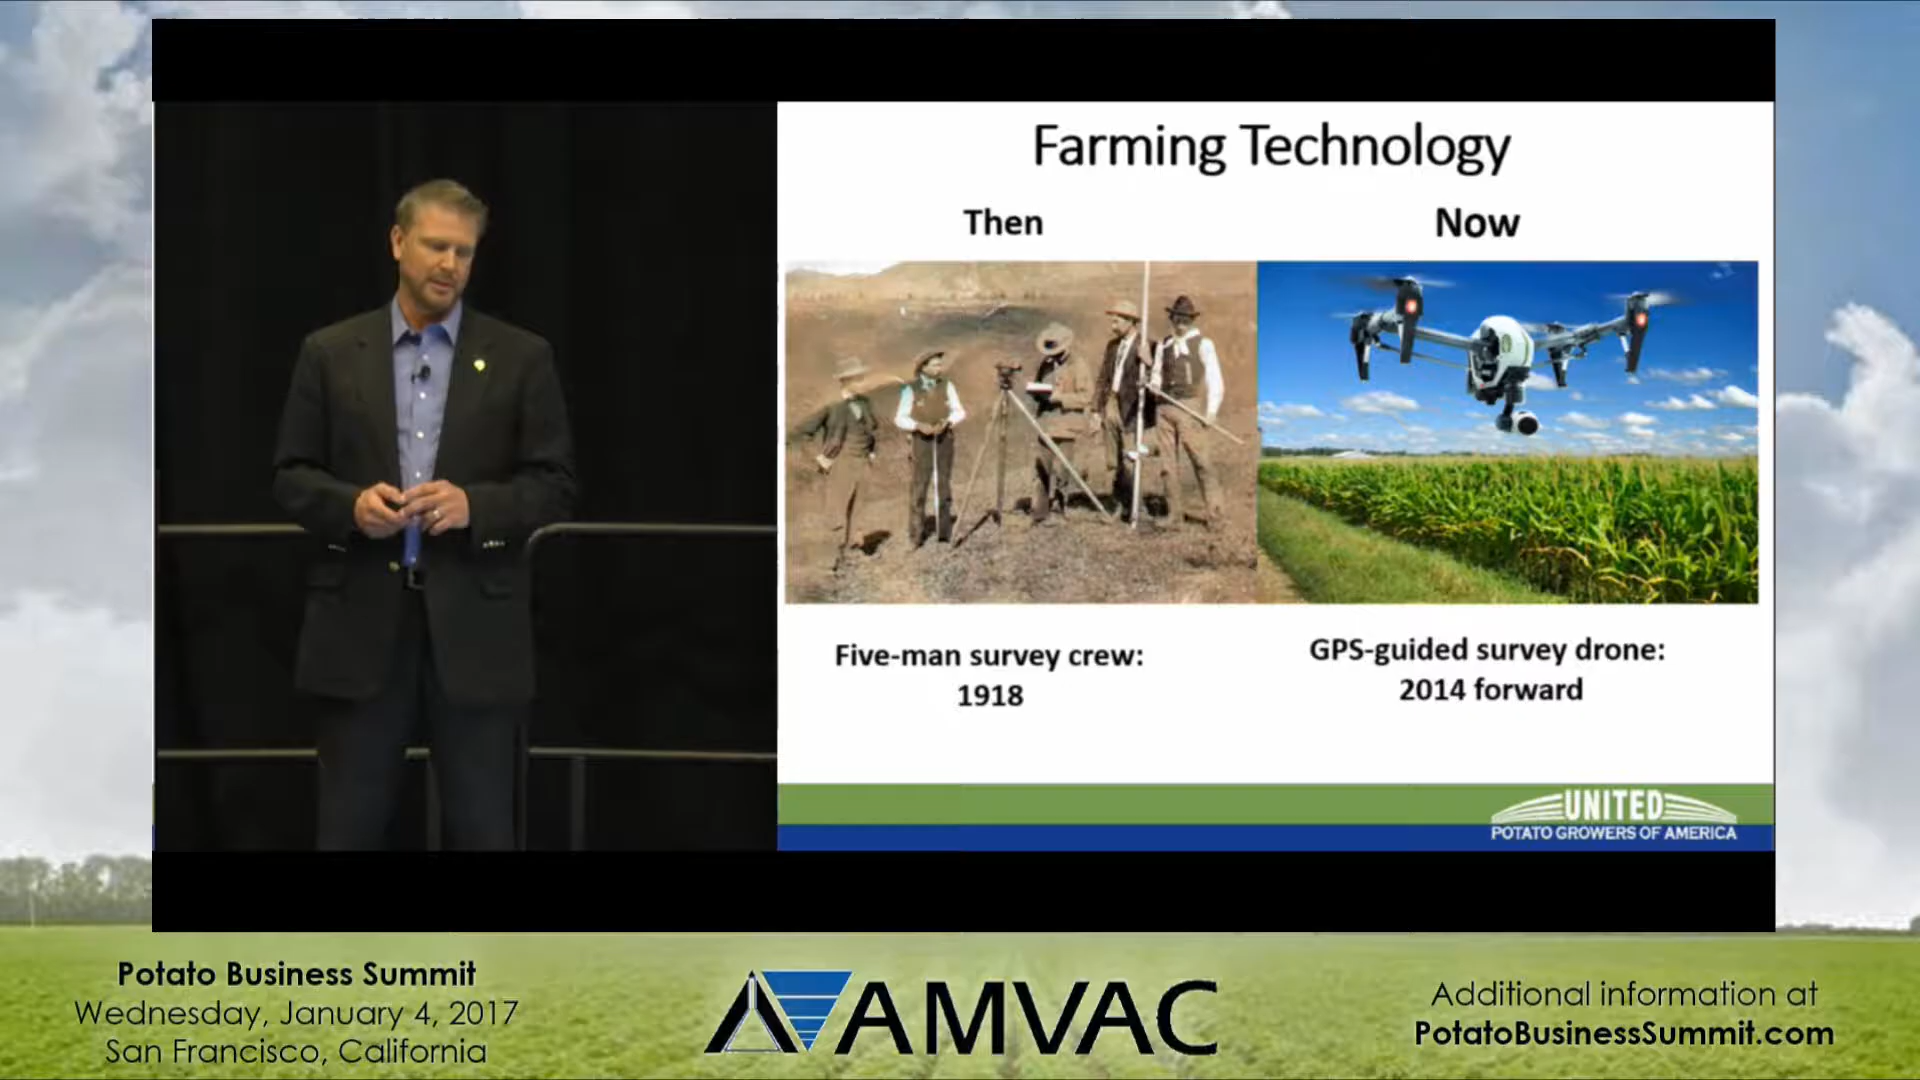 Farming Technology
Then
Now
Five-man survey crew:
1918
GPS-guided survey drone:
2014 forward
UNITED
POTATO GROWERS OF AMERICA
Potato Business Summit
Wednesday, January 4, 2017
San Francisco, California
AMVAC
Additional information at
PotatoBusinessSummit.com